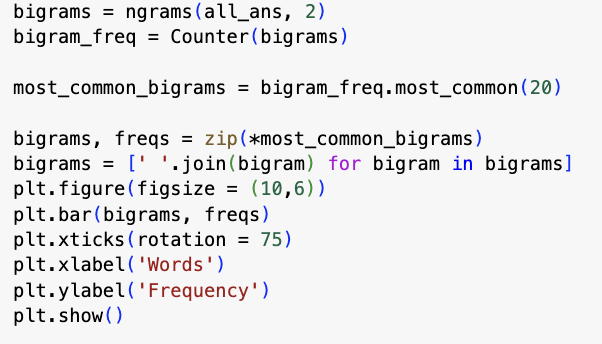 bigrams = ngrams(all_ans, 2)
bigram_freq = Counter(bigrams)
most_common_bigrams = bigram_freq.most_common(20)
bigrams, freqs = zip(*most_common_bigrams)
bigrams = [' '.join(bigram) for bigram in bigrams]
plt.figure(figsize = (10,6))
plt.bar(bigrams, freqs)
plt.xticks(rotation = 75)
plt.xlabel('Words')
plt.ylabel('Frequency')
plt.show()